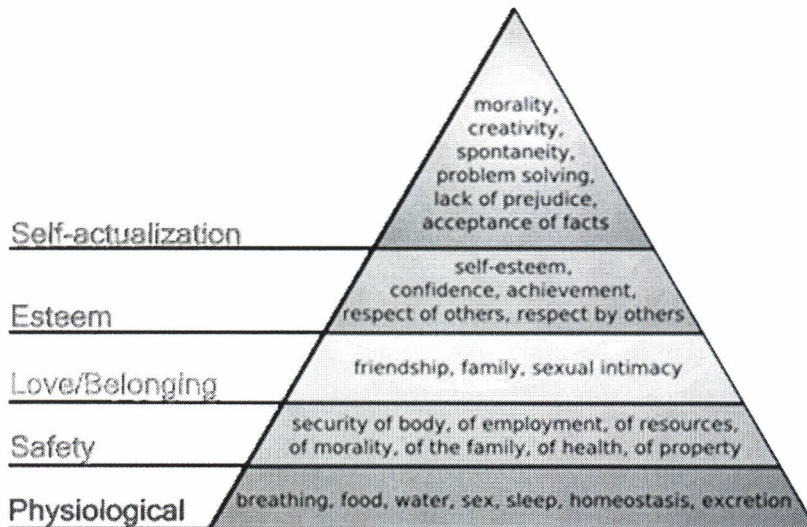 morality,
creativity,
spontaneity,
problem solving,
lack of prejudice,
acceptance of facts
Self-actualization
self-esteem,
confidence, achievement,
respect of others, respect by others
Esteem
friendship, family, sexual intimacy
Love/Belonging
security of body, of employment, of resources,
of morality, of the family, of health, of property
Safety
Physiological
breathing, food, water, sex, sleep, homeostasis, excretion